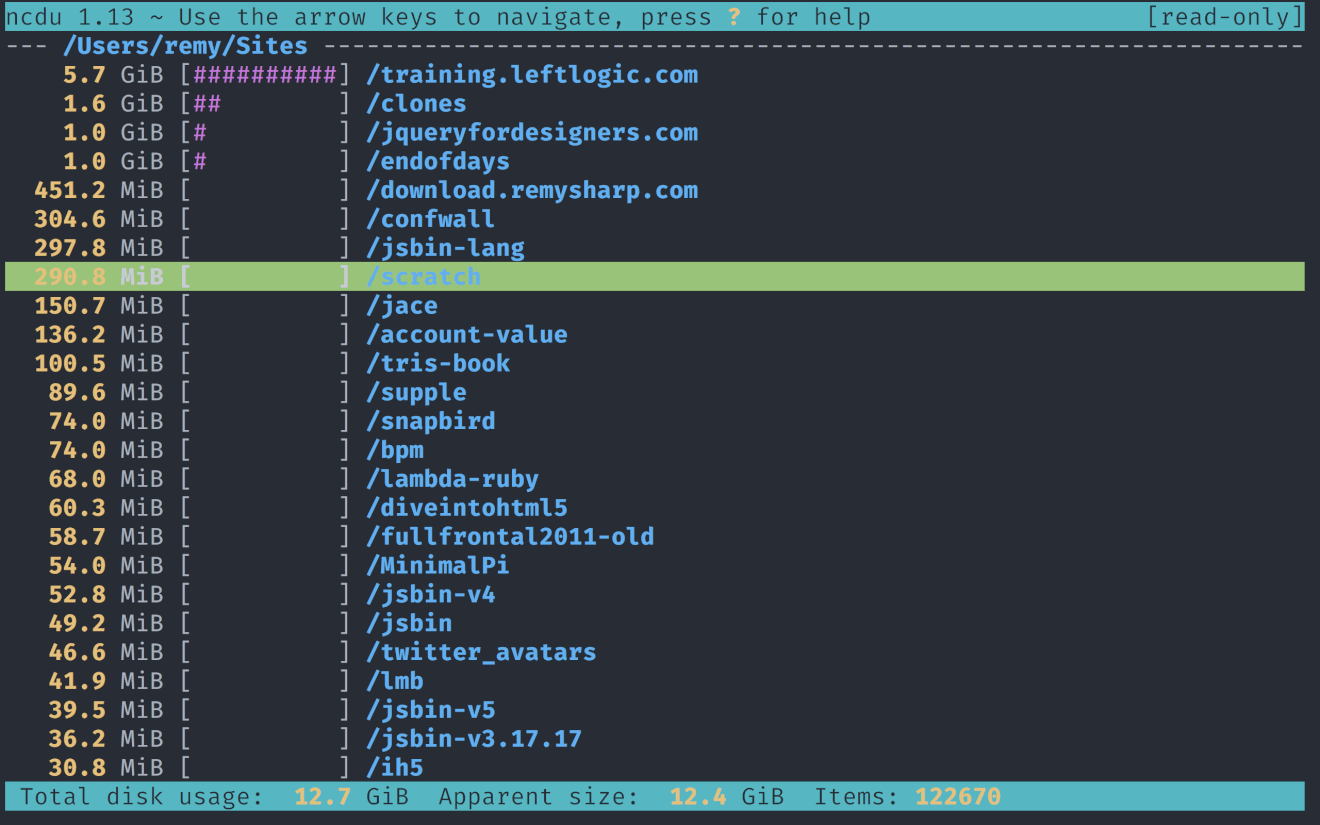 ncdu 1.13 ~ Use the arrow keys to navigate, press ? for help [read-only]
--- /Users/remy/Sites --------------------------------------------------------------------
5.7 GiB [##########] /training.leftlogic.com
1.6 GiB [##        ] /clones
1.0 GiB [#         ] /jqueryfordesigners.com
1.0 GiB [#         ] /endofdays
451.2 MiB [          ] /download.remysharp.com
304.6 MiB [          ] /confwall
297.8 MiB [          ] /jsbin-lang
290.8 MiB [          ] /scratch
150.7 MiB [          ] /jace
136.2 MiB [          ] /account-value
100.5 MiB [          ] /tris-book
89.6 MiB [          ] /supple
74.0 MiB [          ] /snapbird
74.0 MiB [          ] /bpm
68.0 MiB [          ] /lambda-ruby
60.3 MiB [          ] /diveintohtml5
58.7 MiB [          ] /fullfrontal2011-old
54.0 MiB [          ] /MinimalPi
52.8 MiB [          ] /jsbin-v4
49.2 MiB [          ] /jsbin
46.6 MiB [          ] /twitter_avatars
41.9 MiB [          ] /lmb
39.5 MiB [          ] /jsbin-v5
36.2 MiB [          ] /jsbin-v3.17.17
30.8 MiB [          ] /ih5
Total disk usage: 12.7 GiB Apparent size: 12.4 GiB Items: 122670